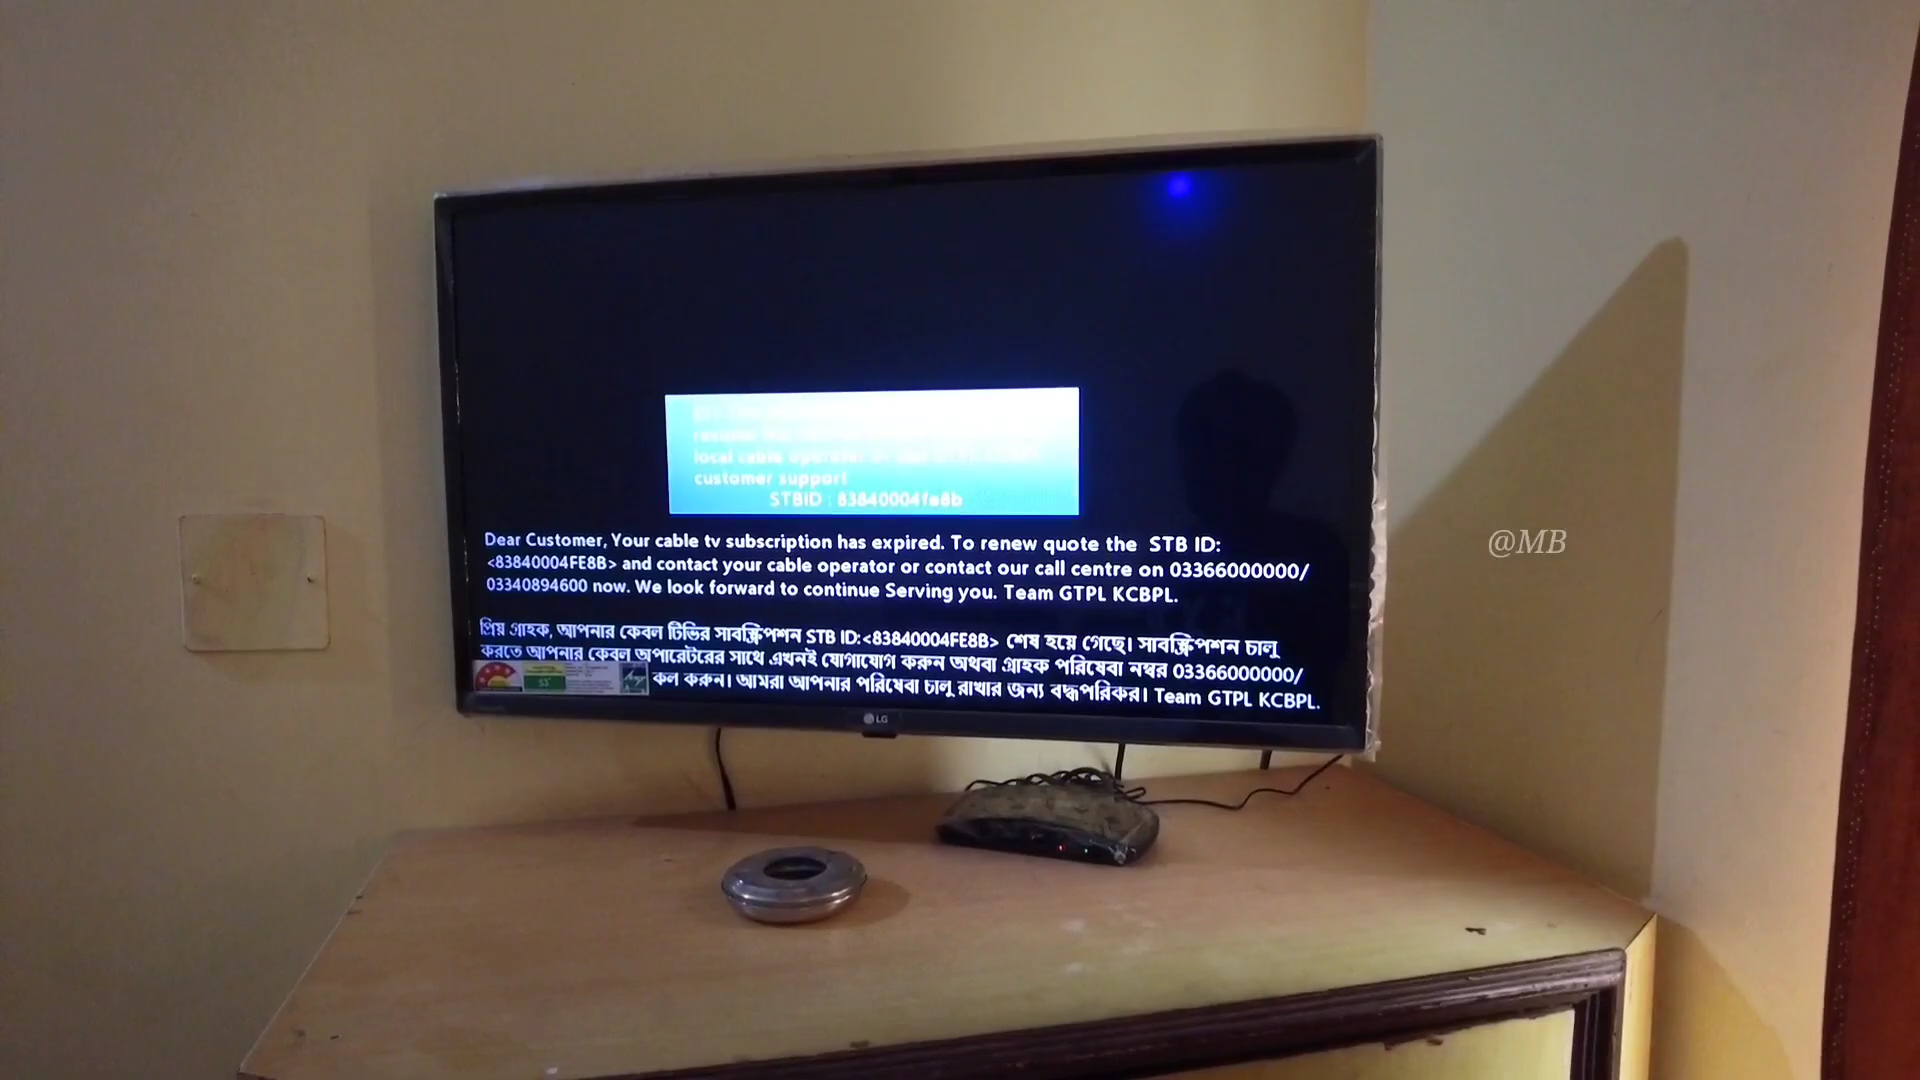 local cable operator
customer support
STBID : 83840004fe8b
Dear Customer, Your cable tv subscription has expired. To renew quote the STB ID:
<83840004FE8B> and contact your cable operator or contact our call centre on 03366000000/
03340894600 now. We look forward to continue Serving you. Team GTPL KCBPL.
প্রিয় গ্রাহক, আপনার কেবল টিভির সাবস্ক্রিপশন STB ID:<83840004FE8B> শেষ হয়ে গেছে। সাবস্ক্রিপশন চালু
করতে আপনার কেবল অপারেটরের সাথে এখনই যোগাযোগ করুন অথবা গ্রাহক পরিষেবা নম্বর 03366000000/
কল করুন। আমরা আপনার পরিষেবা চালু রাখার জন্য বদ্ধপরিকর। Team GTPL KCBPL.
LG
@MB